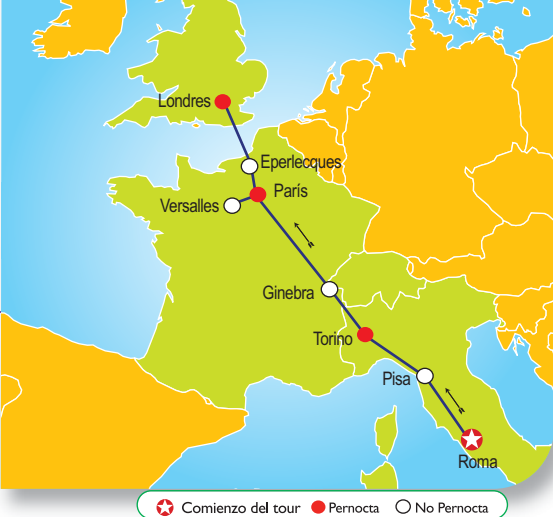 Londres
Eperlecques
París
Versalles
Ginebra
Torino
Pisa
Roma
Comienzo del tour Pernocta No Pernocta